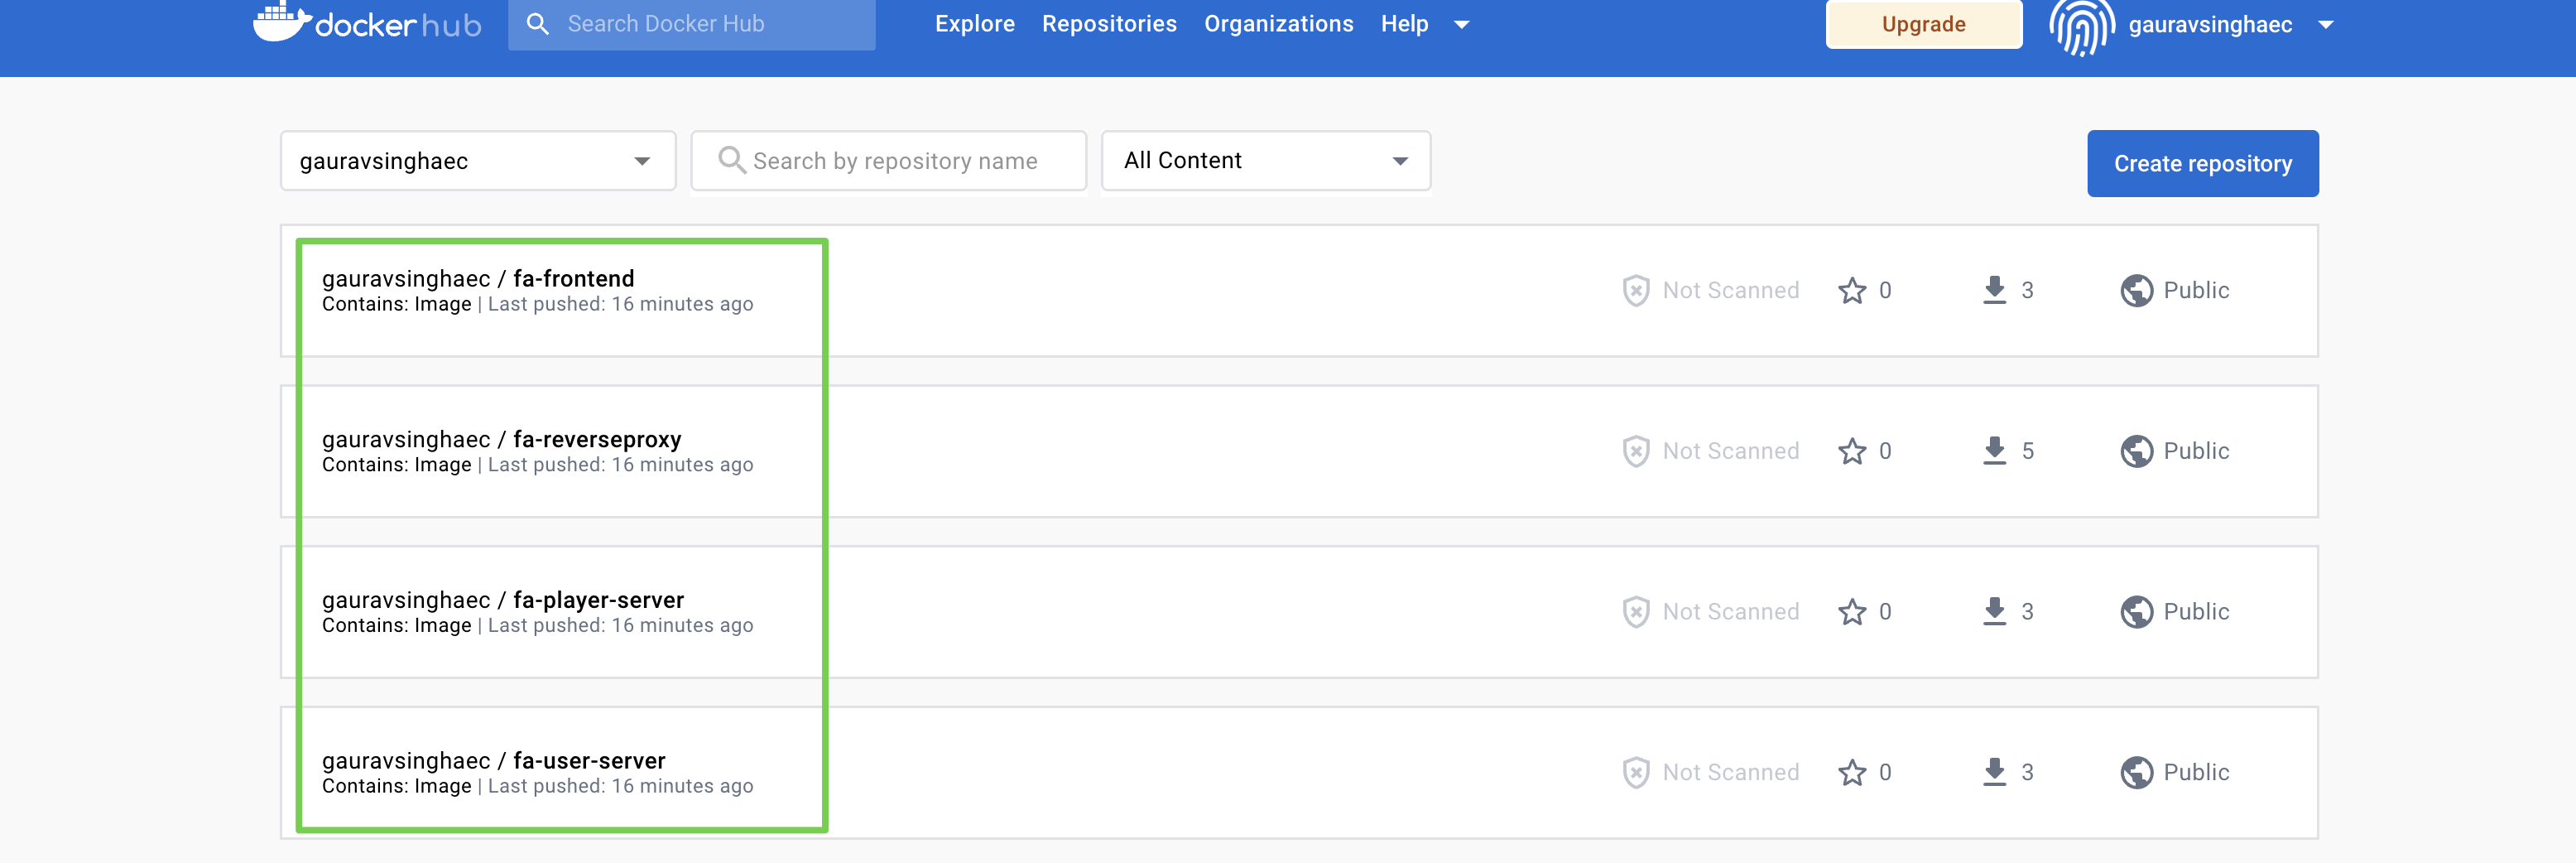 docker hub
Search Docker Hub
Explore Repositories Organizations Help
Upgrade
gauravsinghaec
gauravsinghaec
Search by repository name
All Content
Create repository
gauravsinghaec / fa-frontend
Contains: Image | Last pushed: 16 minutes ago
Not Scanned 0 3 Public
gauravsinghaec / fa-reverseproxy
Contains: Image | Last pushed: 16 minutes ago
Not Scanned 0 5 Public
gauravsinghaec / fa-player-server
Contains: Image | Last pushed: 16 minutes ago
Not Scanned 0 3 Public
gauravsinghaec / fa-user-server
Contains: Image | Last pushed: 16 minutes ago
Not Scanned 0 3 Public